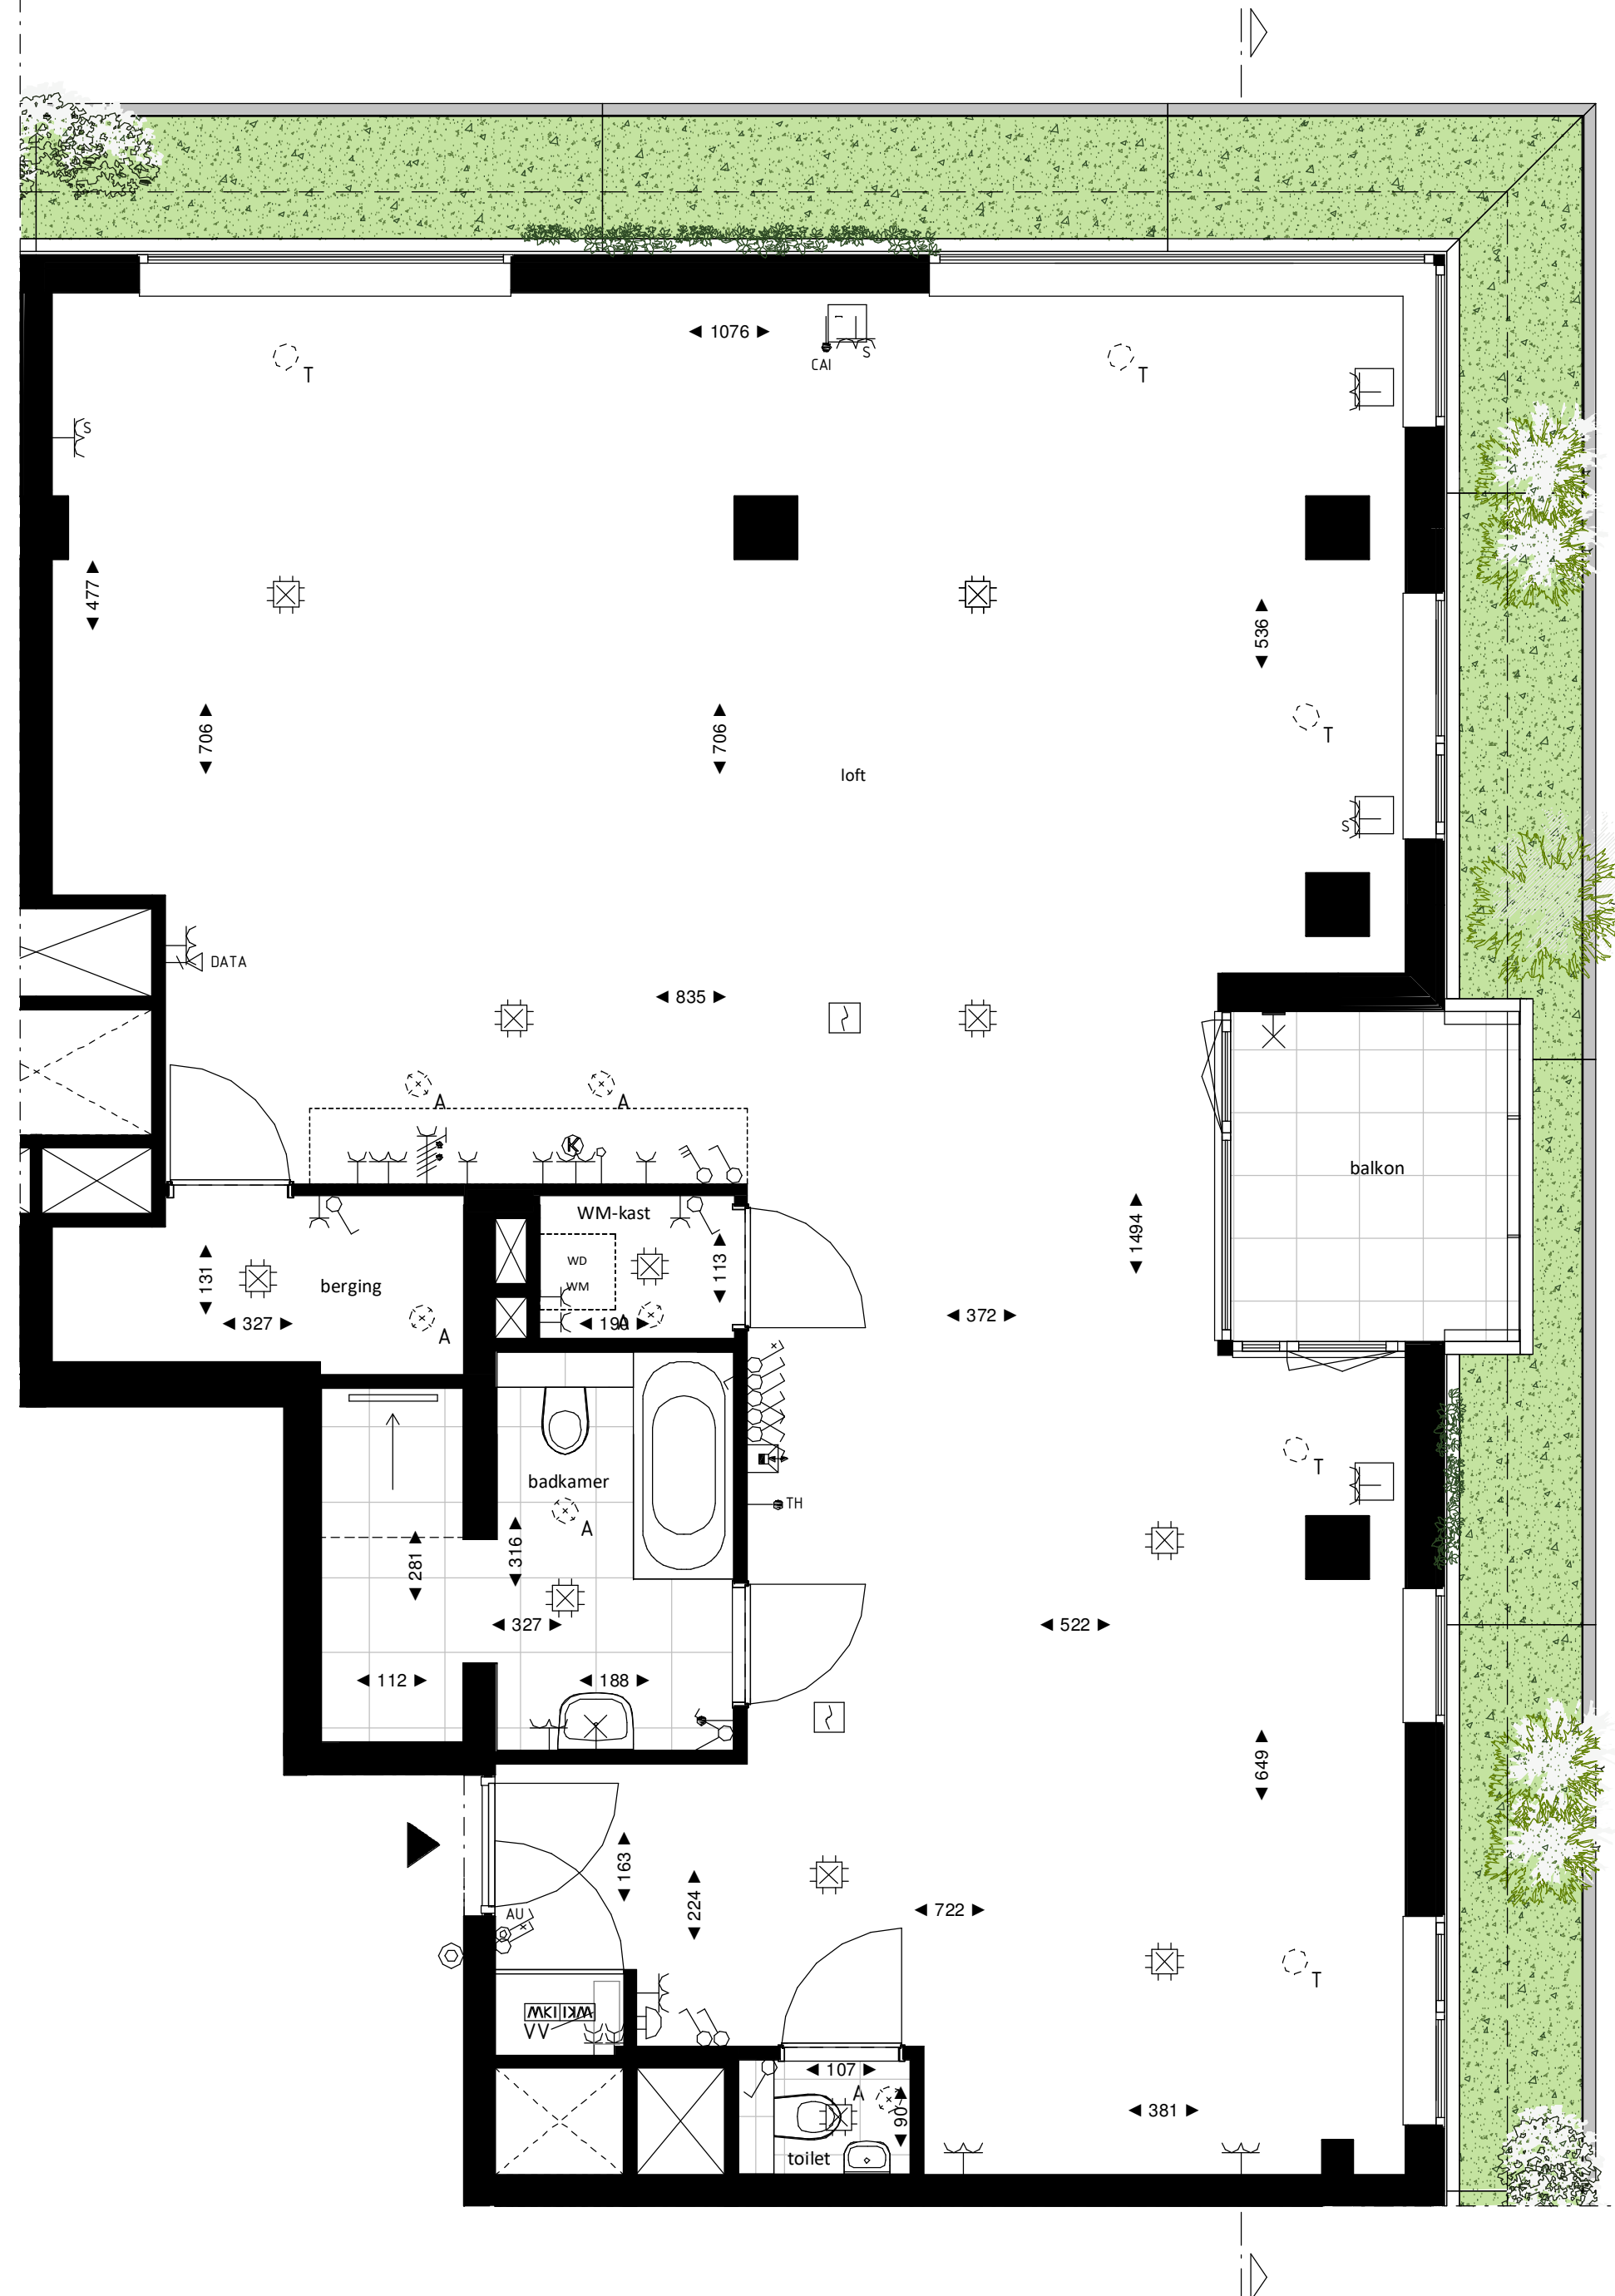 1076
CAI
S
T
T
S
477
536
706
706
T
loft
S
DATA
835
A
A
K
balkon
WM-kast
1494
WD
131
113
berging
WM
327
A
372
A
T
badkamer
TH
A
281
316
327
522
112
188
649
163
224
722
AU
T
VV
107
A
90
381
toilet